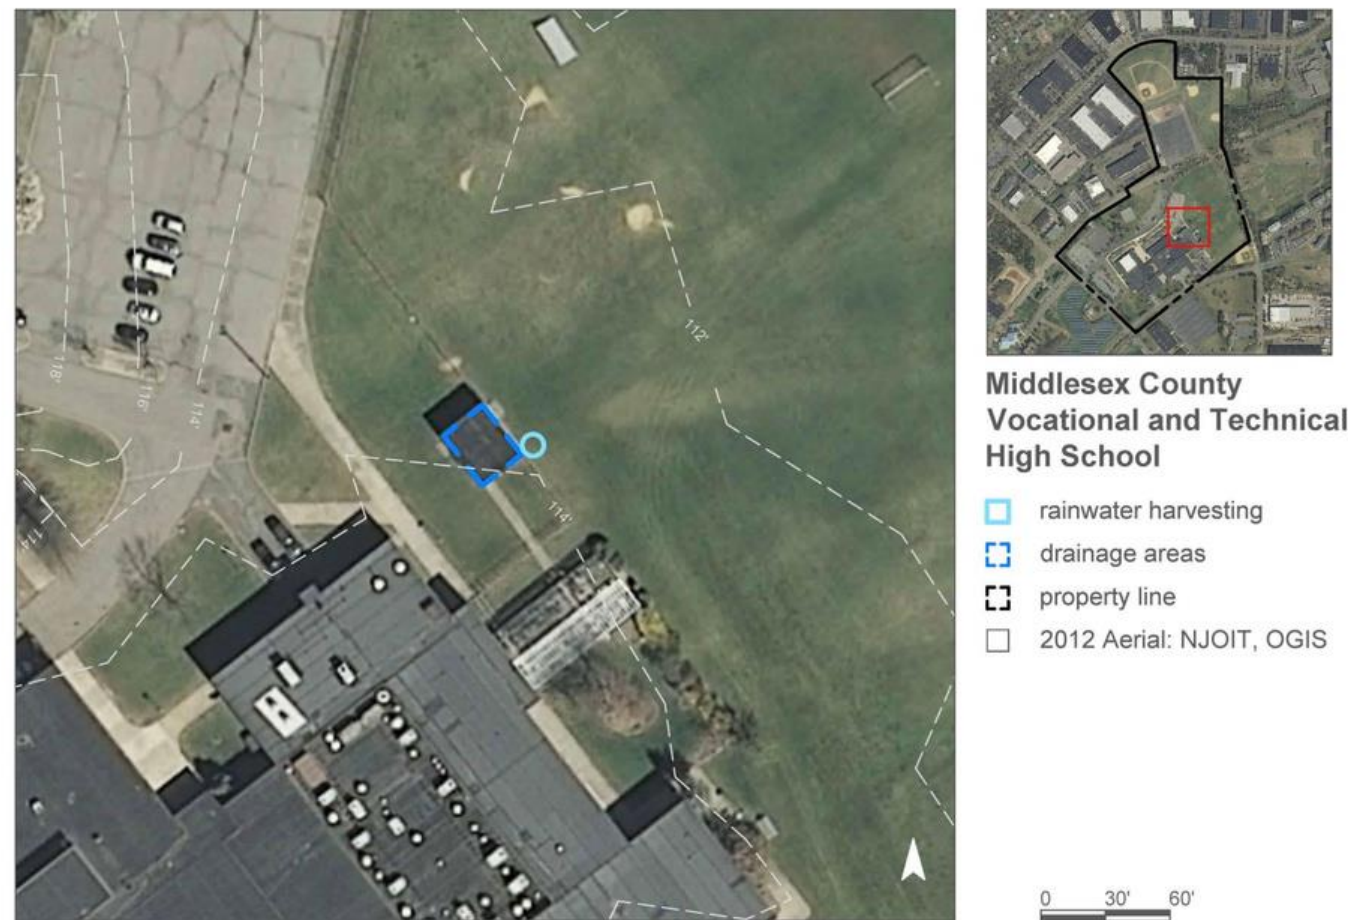 118'
116'
114'
112'
114'
114'
Middlesex County
Vocational and Technical
High School
rainwater harvesting
drainage areas
property line
2012 Aerial: NJOIT, OGIS
0 30' 60'